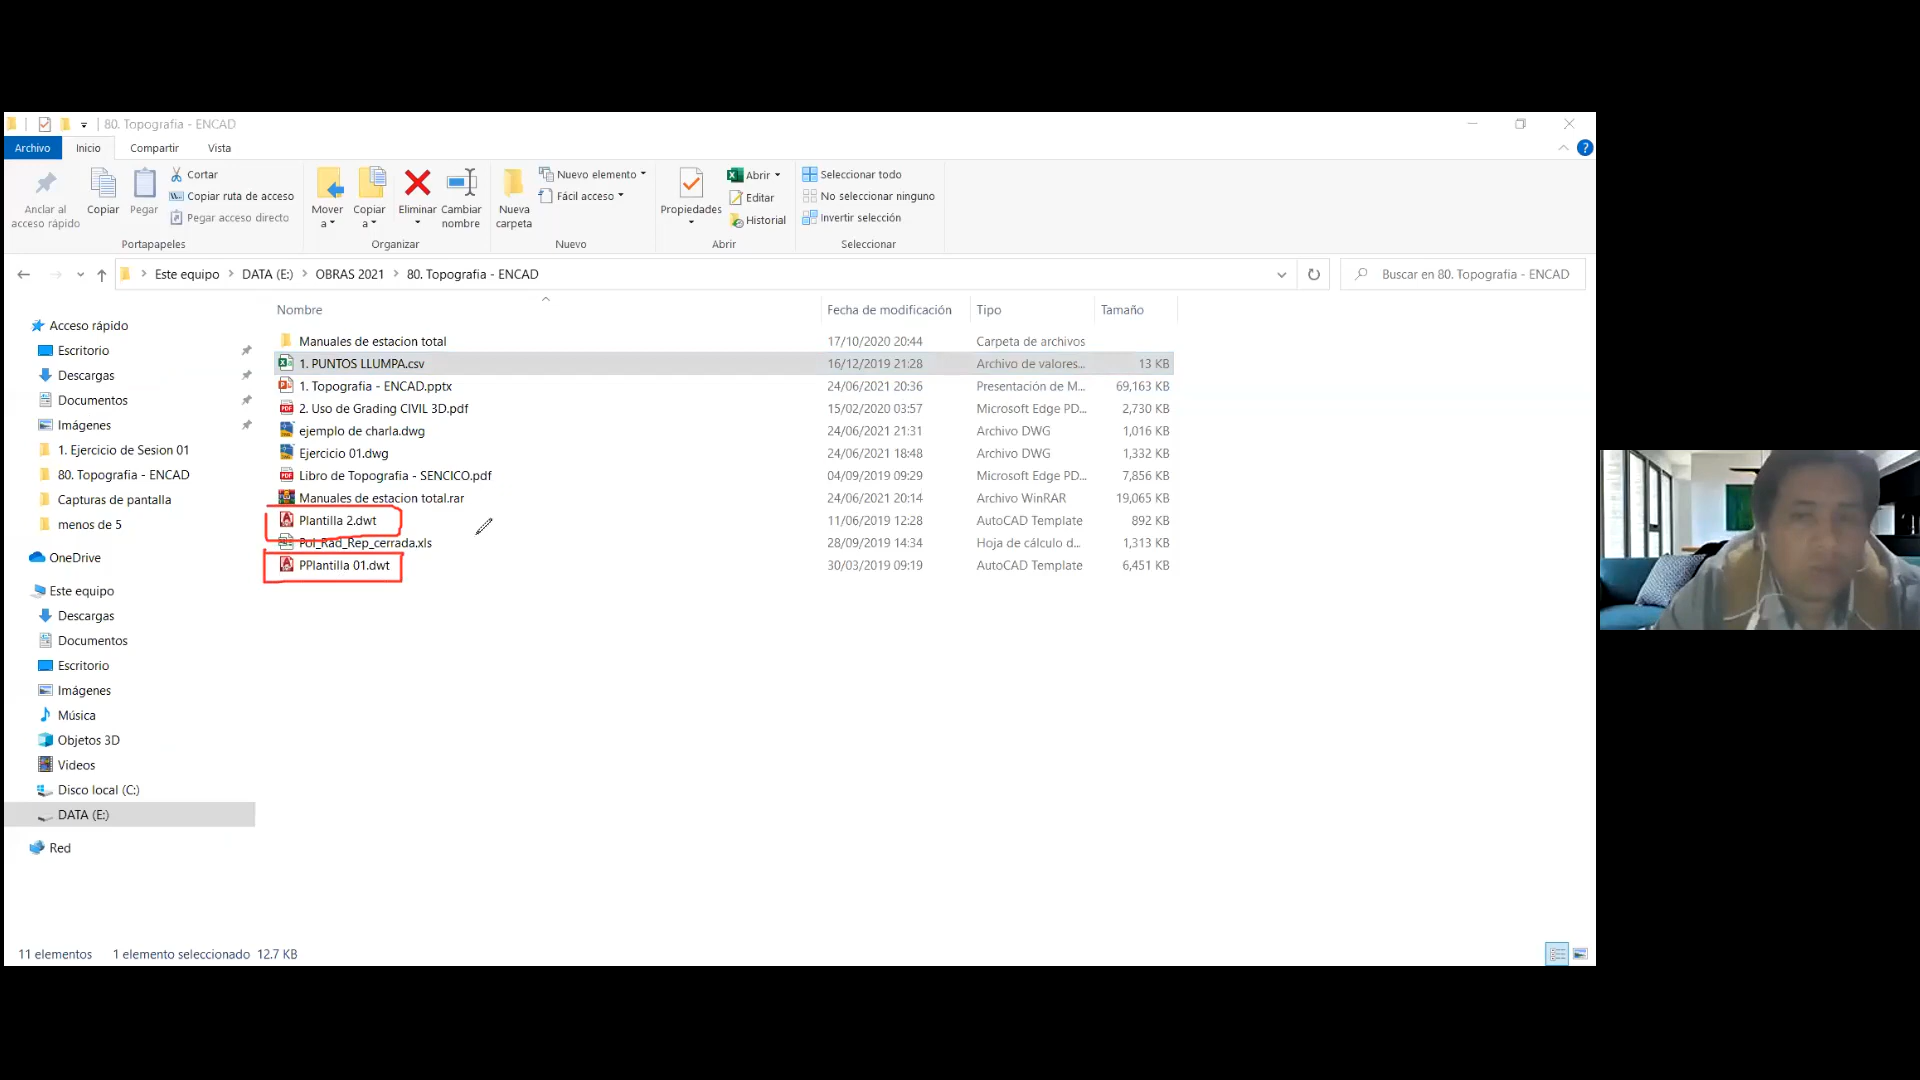 80. Topografia - ENCAD
Archivo Inicio Compartir Vista
Anclar al acceso rápido
Copiar
Pegar
Cortar
Copiar ruta de acceso
Pegar acceso directo
Portapapeles
Mover a
Copiar a
Eliminar
Cambiar nombre
Organizar
Nueva carpeta
Nuevo elemento
Fácil acceso
Nuevo
Propiedades
Abrir
Editar
Historial
Abrir
Seleccionar todo
No seleccionar ninguno
Invertir selección
Seleccionar
Este equipo > DATA (E:) > OBRAS 2021 > 80. Topografia - ENCAD
Buscar en 80. Topografia - ENCAD
Acceso rápido
Escritorio
Descargas
Documentos
Imágenes
1. Ejercicio de Sesion 01
80. Topografia - ENCAD
Capturas de pantalla
menos de 5
OneDrive
Este equipo
Descargas
Documentos
Escritorio
Imágenes
Música
Objetos 3D
Videos
Disco local (C:)
DATA (E:)
Red
Nombre Fecha de modificación Tipo Tamaño
Manuales de estacion total 17/10/2020 20:44 Carpeta de archivos
1. PUNTOS LLUMPA.csv 16/12/2019 21:28 Archivo de valores... 13 KB
1. Topografia - ENCAD.pptx 24/06/2021 20:36 Presentación de M... 69,163 KB
2. Uso de Grading CIVIL 3D.pdf 15/02/2020 03:57 Microsoft Edge PD... 2,730 KB
ejemplo de charla.dwg 24/06/2021 21:31 Archivo DWG 1,016 KB
Ejercicio 01.dwg 24/06/2021 18:48 Archivo DWG 1,332 KB
Libro de Topografía - SENCICO.pdf 04/09/2019 09:29 Microsoft Edge PD... 7,856 KB
Manuales de estacion total.rar 24/06/2021 20:14 Archivo WinRAR 19,065 KB
Plantilla 2.dwt 11/06/2019 12:28 AutoCAD Template 892 KB
Pol_Rad_Rep_cerrada.xls 28/09/2019 14:34 Hoja de cálculo d... 1,313 KB
PPlantilla 01.dwt 30/03/2019 09:19 AutoCAD Template 6,451 KB
11 elementos 1 elemento seleccionado 12.7 KB